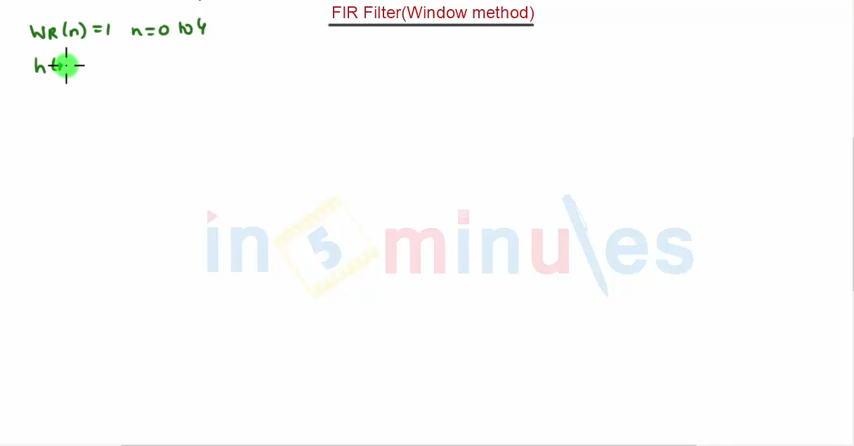 FIR Filter(Window method)
WR(n) = 1 n = 0 to 4
h(
in 5 minutes